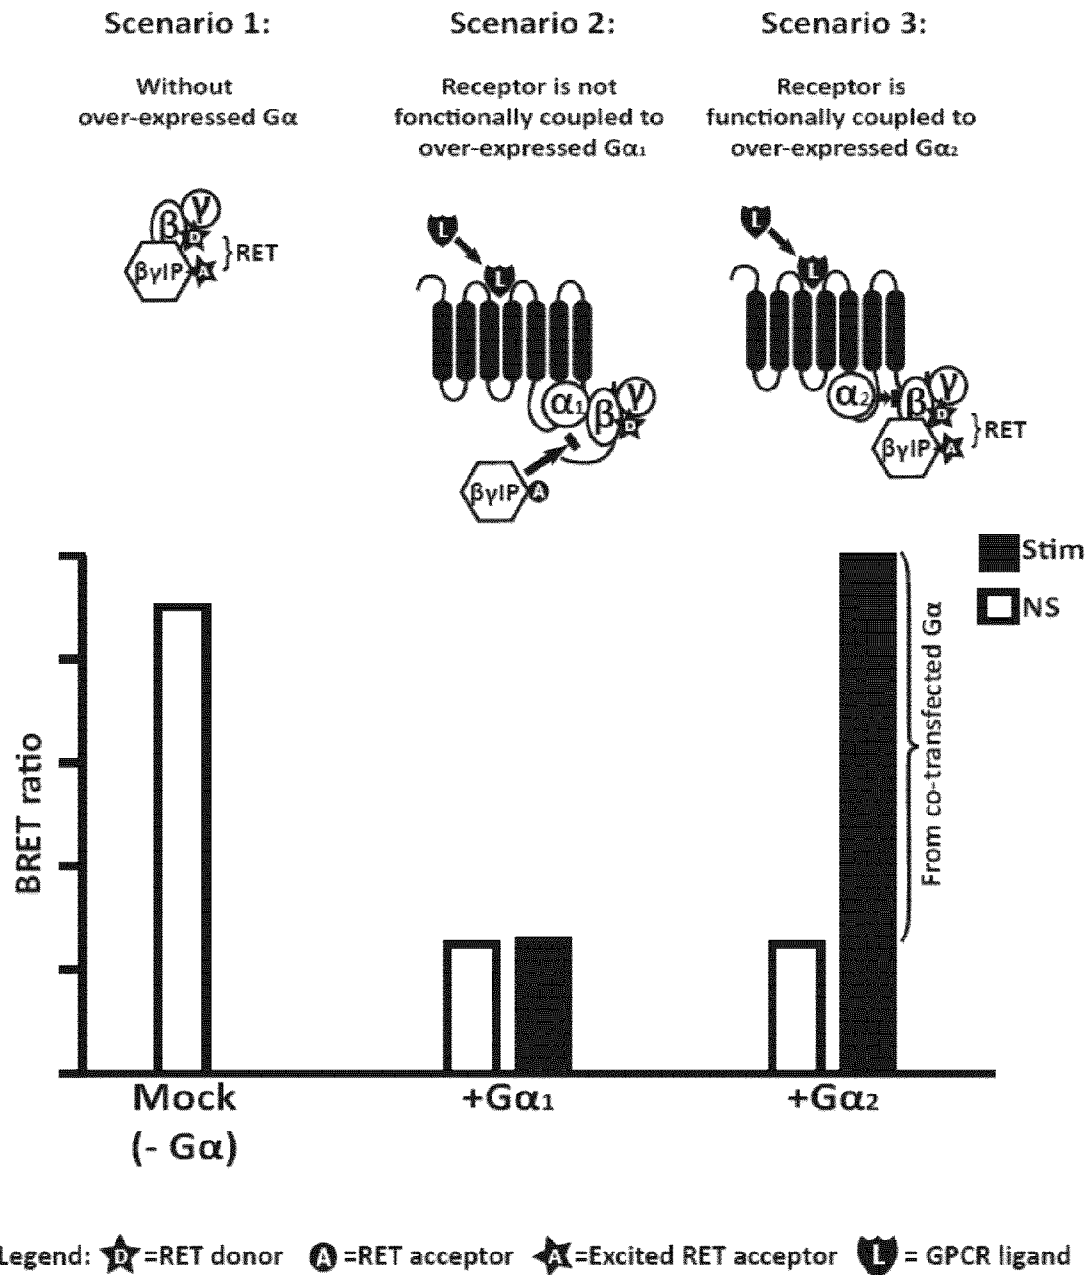 Scenario 1:
Without
over-expressed Gα
Scenario 2:
Receptor is not
fonctionally coupled to
over-expressed Gα₁
Scenario 3:
Receptor is
functionally coupled to
over-expressed Gα₂
β γ
D
βγIP A
}RET
L
L
α₁ β γ
D
βγIP A
L
L
α₂ β γ
D
βγIP A
}RET
Stim
NS
From co-transfected Gα
BRET ratio
Mock
(- Gα)
+Gα₁
+Gα₂
Legend: D =RET donor A =RET acceptor A =Excited RET acceptor L = GPCR ligand